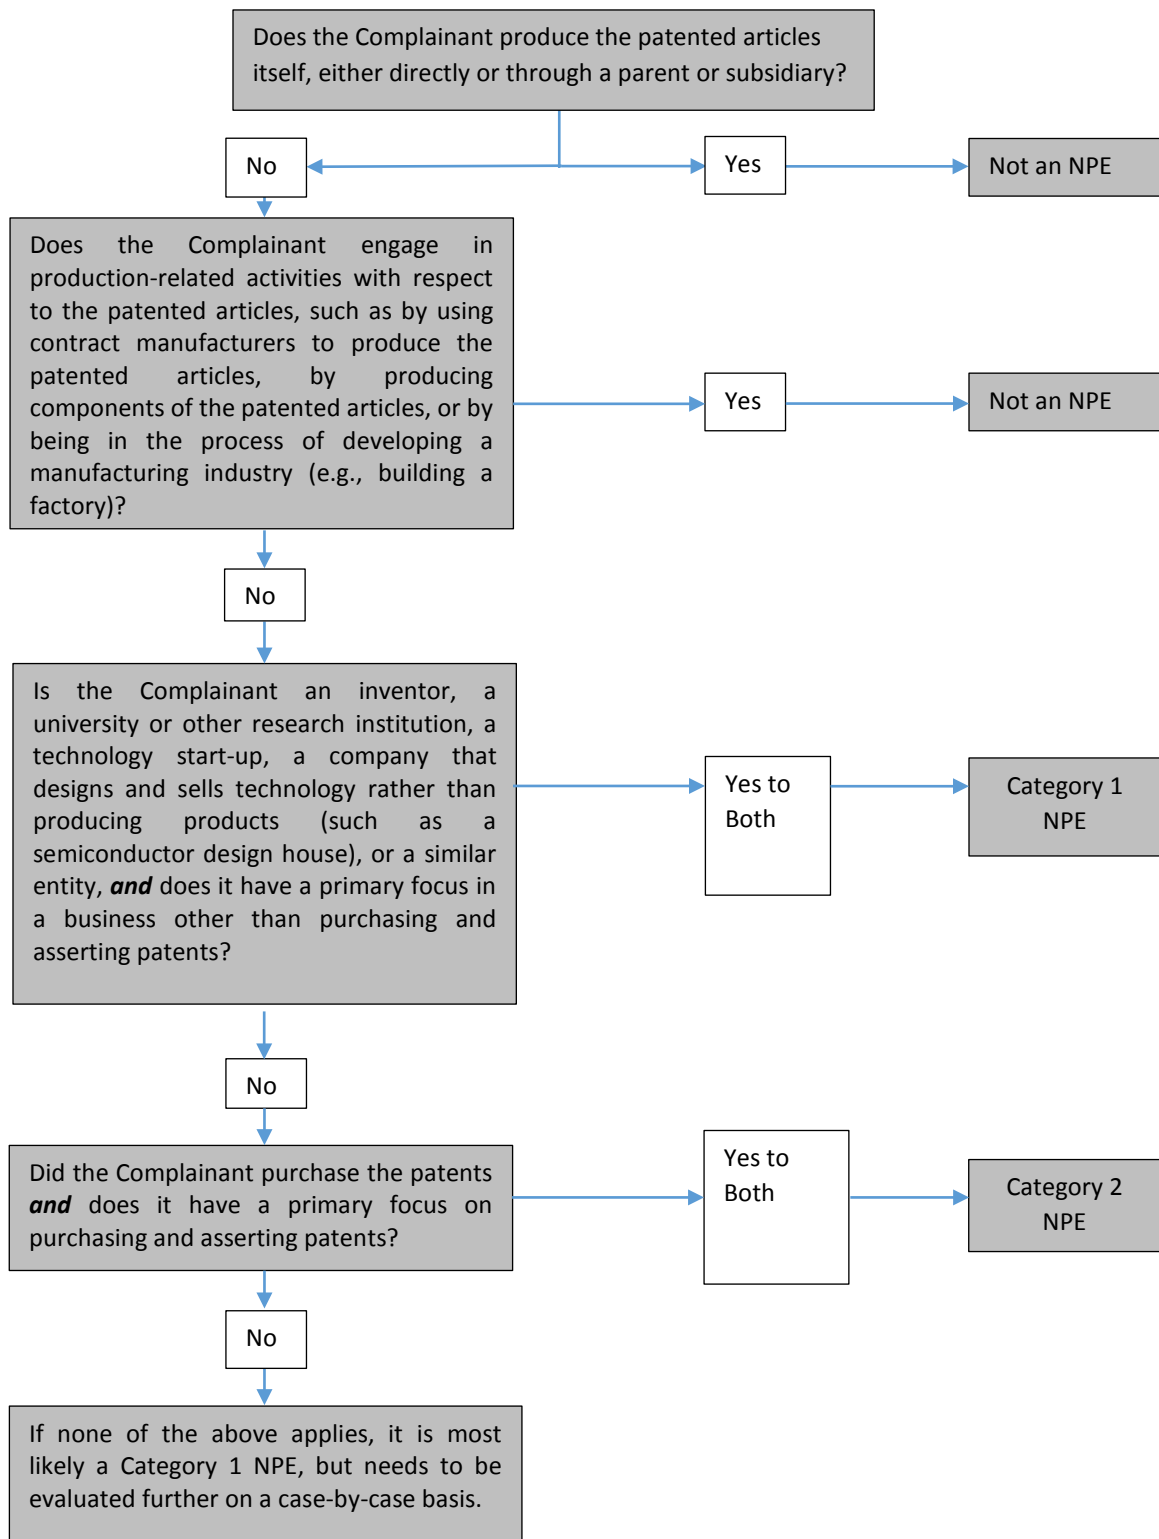 Does the Complainant produce the patented articles
itself, either directly or through a parent or subsidiary?
No
Yes
Not an NPE
Does the Complainant engage in
production-related activities with respect
to the patented articles, such as by using
contract manufacturers to produce the
patented articles, by producing
components of the patented articles, or by
being in the process of developing a
manufacturing industry (e.g., building a
factory)?
Yes
Not an NPE
No
Is the Complainant an inventor, a
university or other research institution, a
technology start-up, a company that
designs and sells technology rather than
producing products (such as a
semiconductor design house), or a similar
entity, and does it have a primary focus in
a business other than purchasing and
asserting patents?
Yes to
Both
Category 1
NPE
No
Did the Complainant purchase the patents
and does it have a primary focus on
purchasing and asserting patents?
Yes to
Both
Category 2
NPE
No
If none of the above applies, it is most
likely a Category 1 NPE, but needs to be
evaluated further on a case-by-case basis.